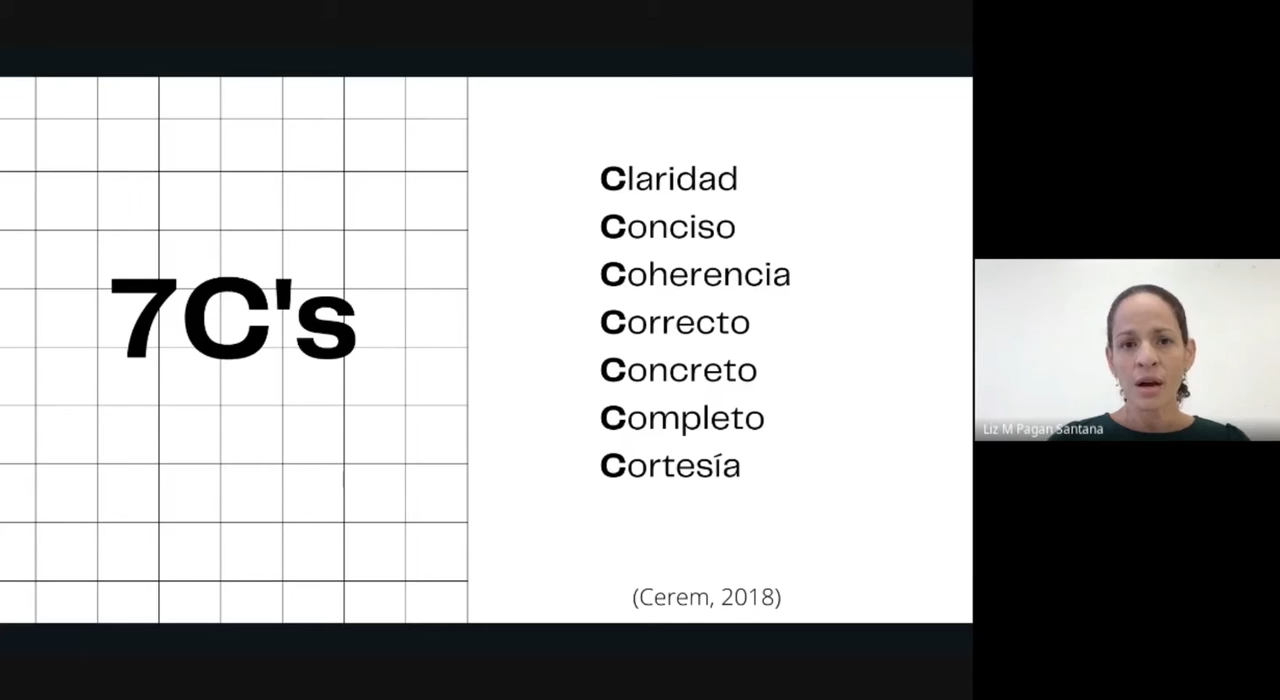 7C's
Claridad
Conciso
Coherencia
Correcto
Concreto
Completo
Cortesía
(Cerem, 2018)
Liz M Pagan Santana